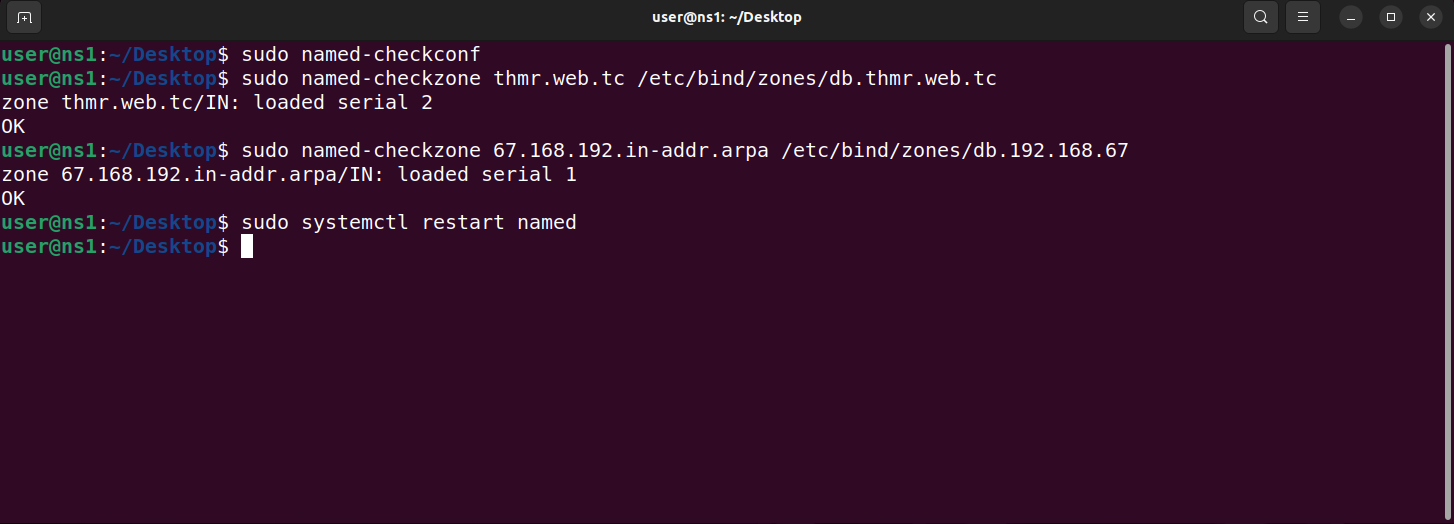 user@ns1: ~/Desktop
user@ns1:~/Desktop$ sudo named-checkconf
user@ns1:~/Desktop$ sudo named-checkzone thmr.web.tc /etc/bind/zones/db.thmr.web.tc
zone thmr.web.tc/IN: loaded serial 2
OK
user@ns1:~/Desktop$ sudo named-checkzone 67.168.192.in-addr.arpa /etc/bind/zones/db.192.168.67
zone 67.168.192.in-addr.arpa/IN: loaded serial 1
OK
user@ns1:~/Desktop$ sudo systemctl restart named
user@ns1:~/Desktop$